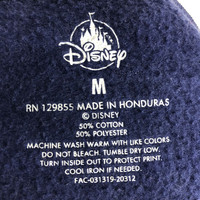 Disney
M
RN 129855 MADE IN HONDURAS
© DISNEY
50% COTTON
50% POLYESTER
MACHINE WASH WARM WITH LIKE COLORS.
DO NOT BLEACH. TUMBLE DRY LOW.
TURN INSIDE OUT TO PROTECT PRINT.
COOL IRON IF NEEDED.
FAC-031319-20312